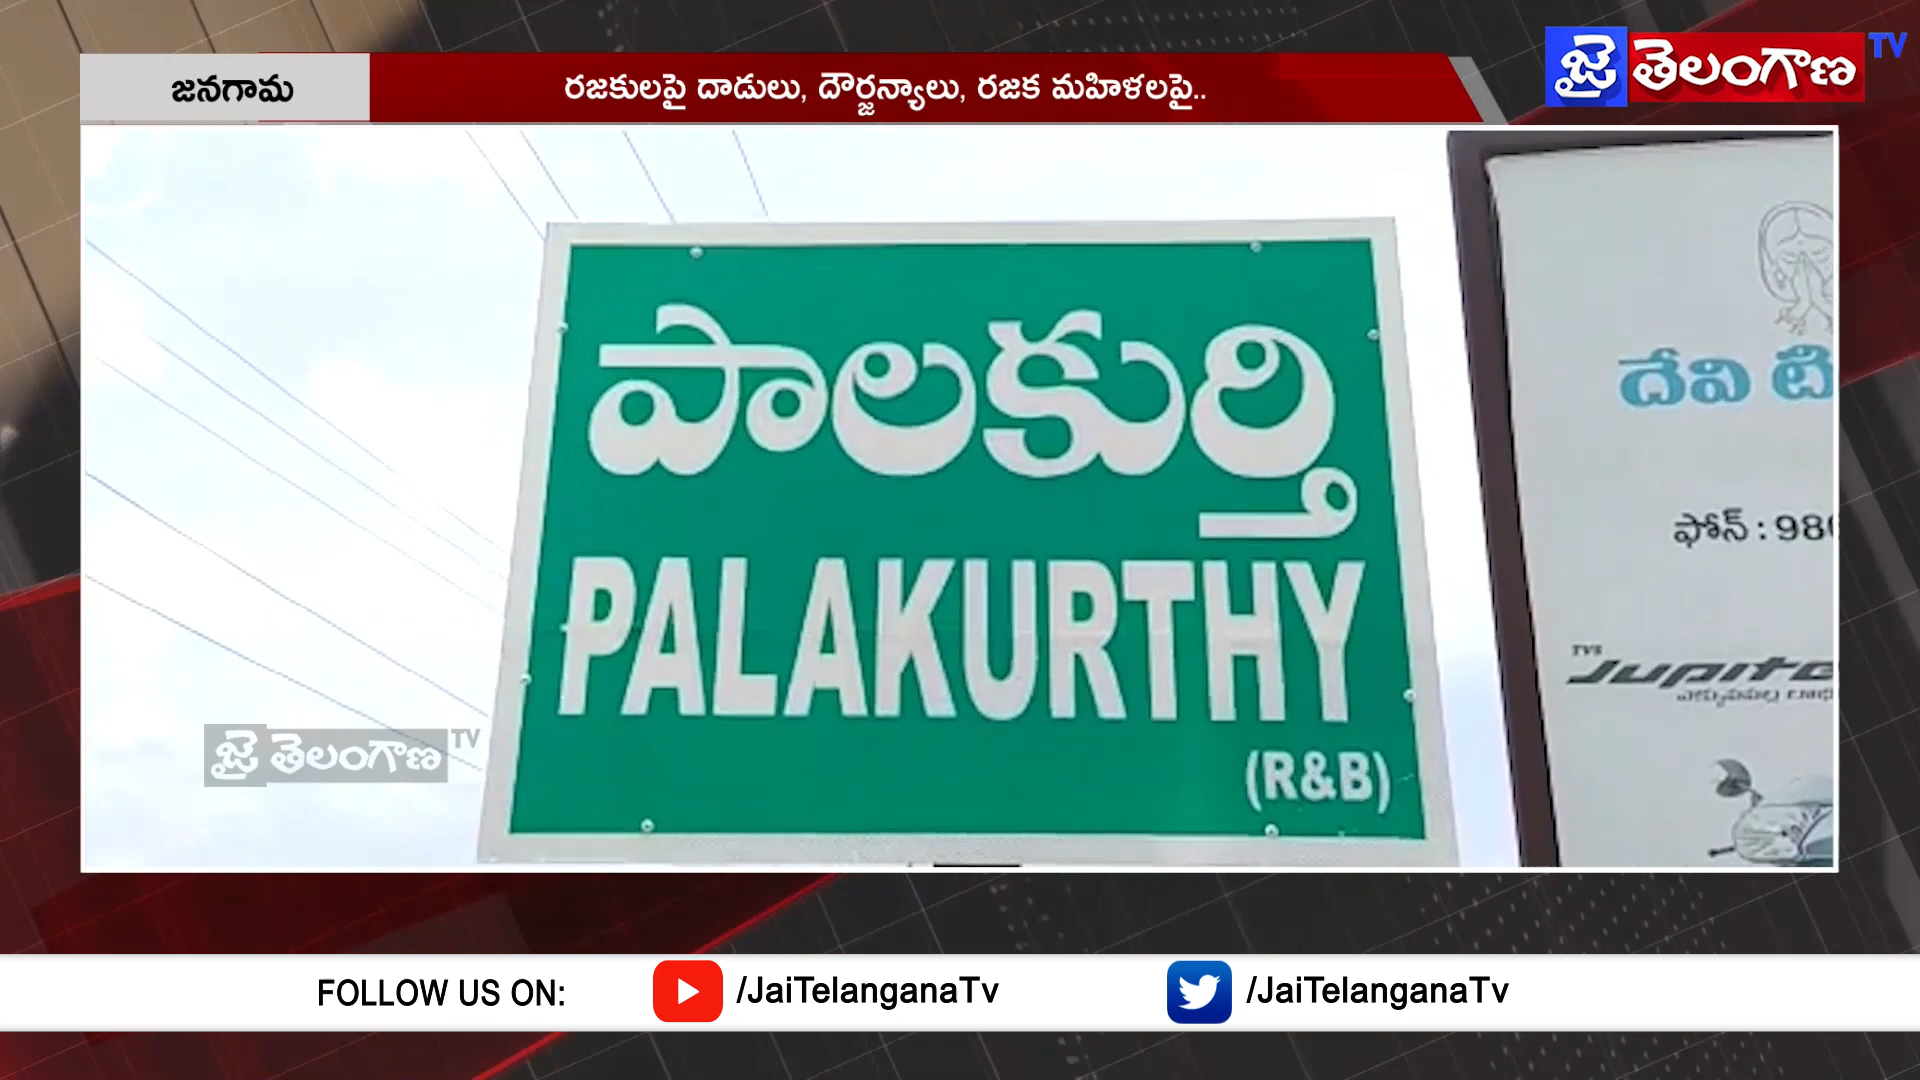 జనగామ
రజకులపై దాడులు, దౌర్జన్యాలు, రజక మహిళలపై..
జై తెలంగాణ TV
పాలకుర్తి
PALAKURTHY
(R&B)
దేవి
ఫోన్ : 98
TVS
Jupite
జై తెలంగాణ TV
FOLLOW US ON:
/JaiTelanganaTv
/JaiTelanganaTv